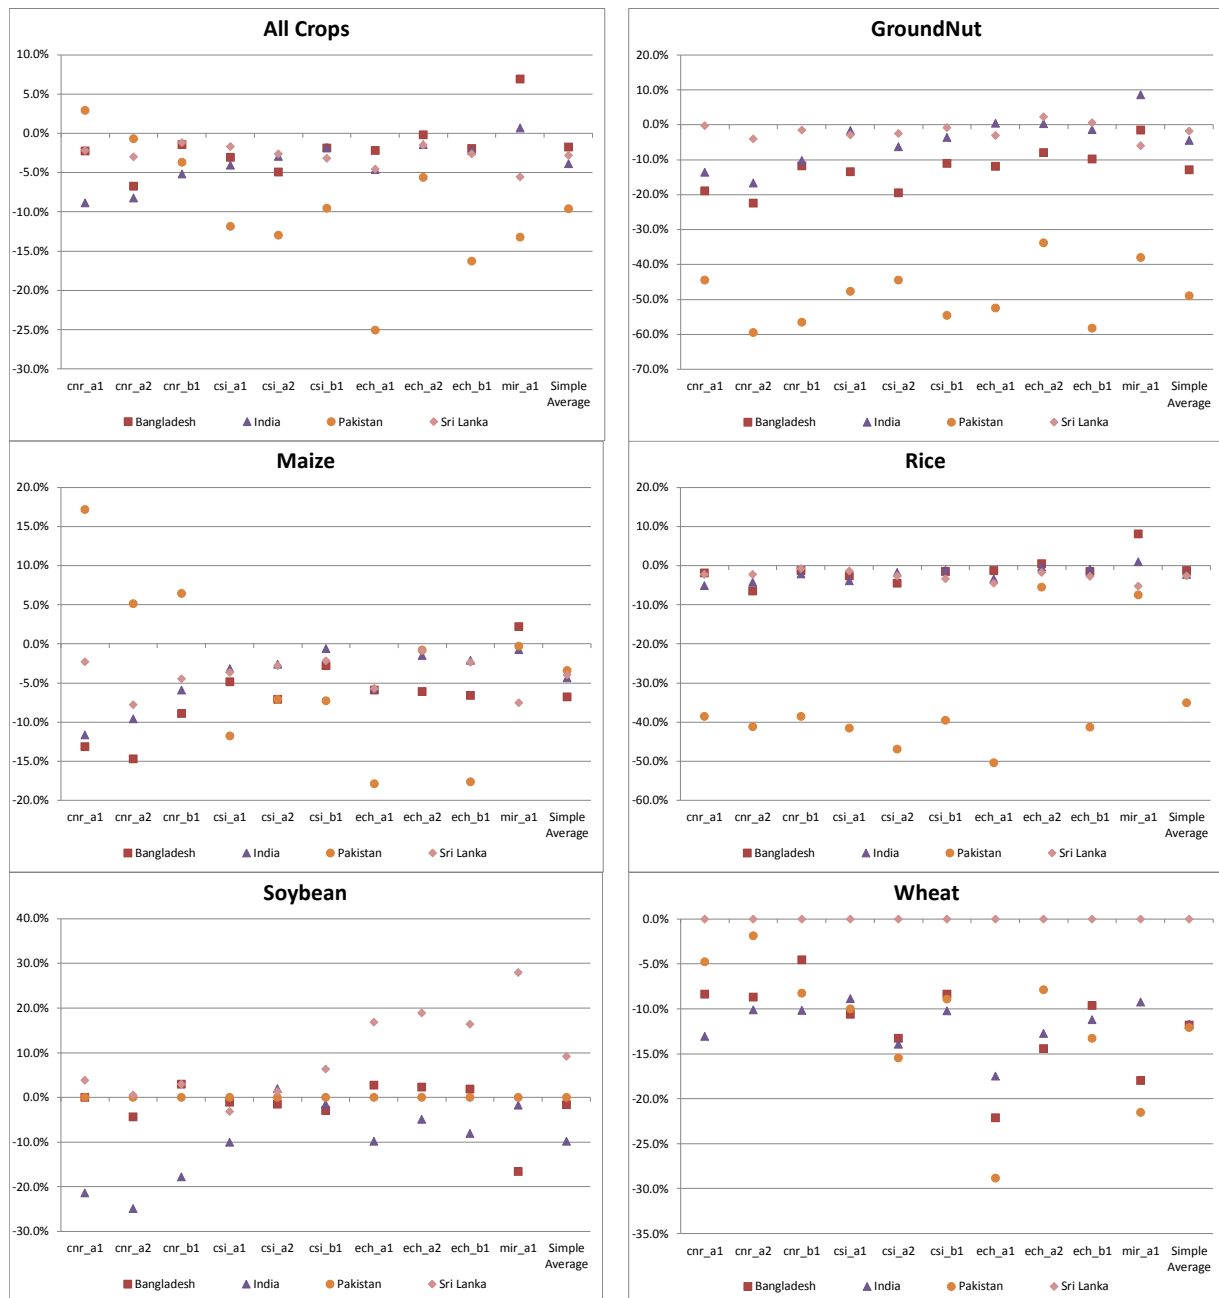 All Crops
10.0%
5.0%
0.0%
-5.0%
-10.0%
-15.0%
-20.0%
-25.0%
-30.0%
cnr_a1 cnr_a2 cnr_b1 csi_a1 csi_a2 csi_b1 ech_a1 ech_a2 ech_b1 mir_a1 Simple
Average
Bangladesh India Pakistan Sri Lanka
GroundNut
20.0%
10.0%
0.0%
-10.0%
-20.0%
-30.0%
-40.0%
-50.0%
-60.0%
-70.0%
cnr_a1 cnr_a2 cnr_b1 csi_a1 csi_a2 csi_b1 ech_a1 ech_a2 ech_b1 mir_a1 Simple
Average
Bangladesh India Pakistan Sri Lanka
Maize
20.0%
15.0%
10.0%
5.0%
0.0%
-5.0%
-10.0%
-15.0%
-20.0%
cnr_a1 cnr_a2 cnr_b1 csi_a1 csi_a2 csi_b1 ech_a1 ech_a2 ech_b1 mir_a1 Simple
Average
Bangladesh India Pakistan Sri Lanka
Rice
20.0%
10.0%
0.0%
-10.0%
-20.0%
-30.0%
-40.0%
-50.0%
-60.0%
cnr_a1 cnr_a2 cnr_b1 csi_a1 csi_a2 csi_b1 ech_a1 ech_a2 ech_b1 mir_a1 Simple
Average
Bangladesh India Pakistan Sri Lanka
Soybean
40.0%
30.0%
20.0%
10.0%
0.0%
-10.0%
-20.0%
-30.0%
cnr_a1 cnr_a2 cnr_b1 csi_a1 csi_a2 csi_b1 ech_a1 ech_a2 ech_b1 mir_a1 Simple
Average
Bangladesh India Pakistan Sri Lanka
Wheat
0.0%
-5.0%
-10.0%
-15.0%
-20.0%
-25.0%
-30.0%
-35.0%
cnr_a1 cnr_a2 cnr_b1 csi_a1 csi_a2 csi_b1 ech_a1 ech_a2 ech_b1 mir_a1 Simple
Average
Bangladesh India Pakistan Sri Lanka